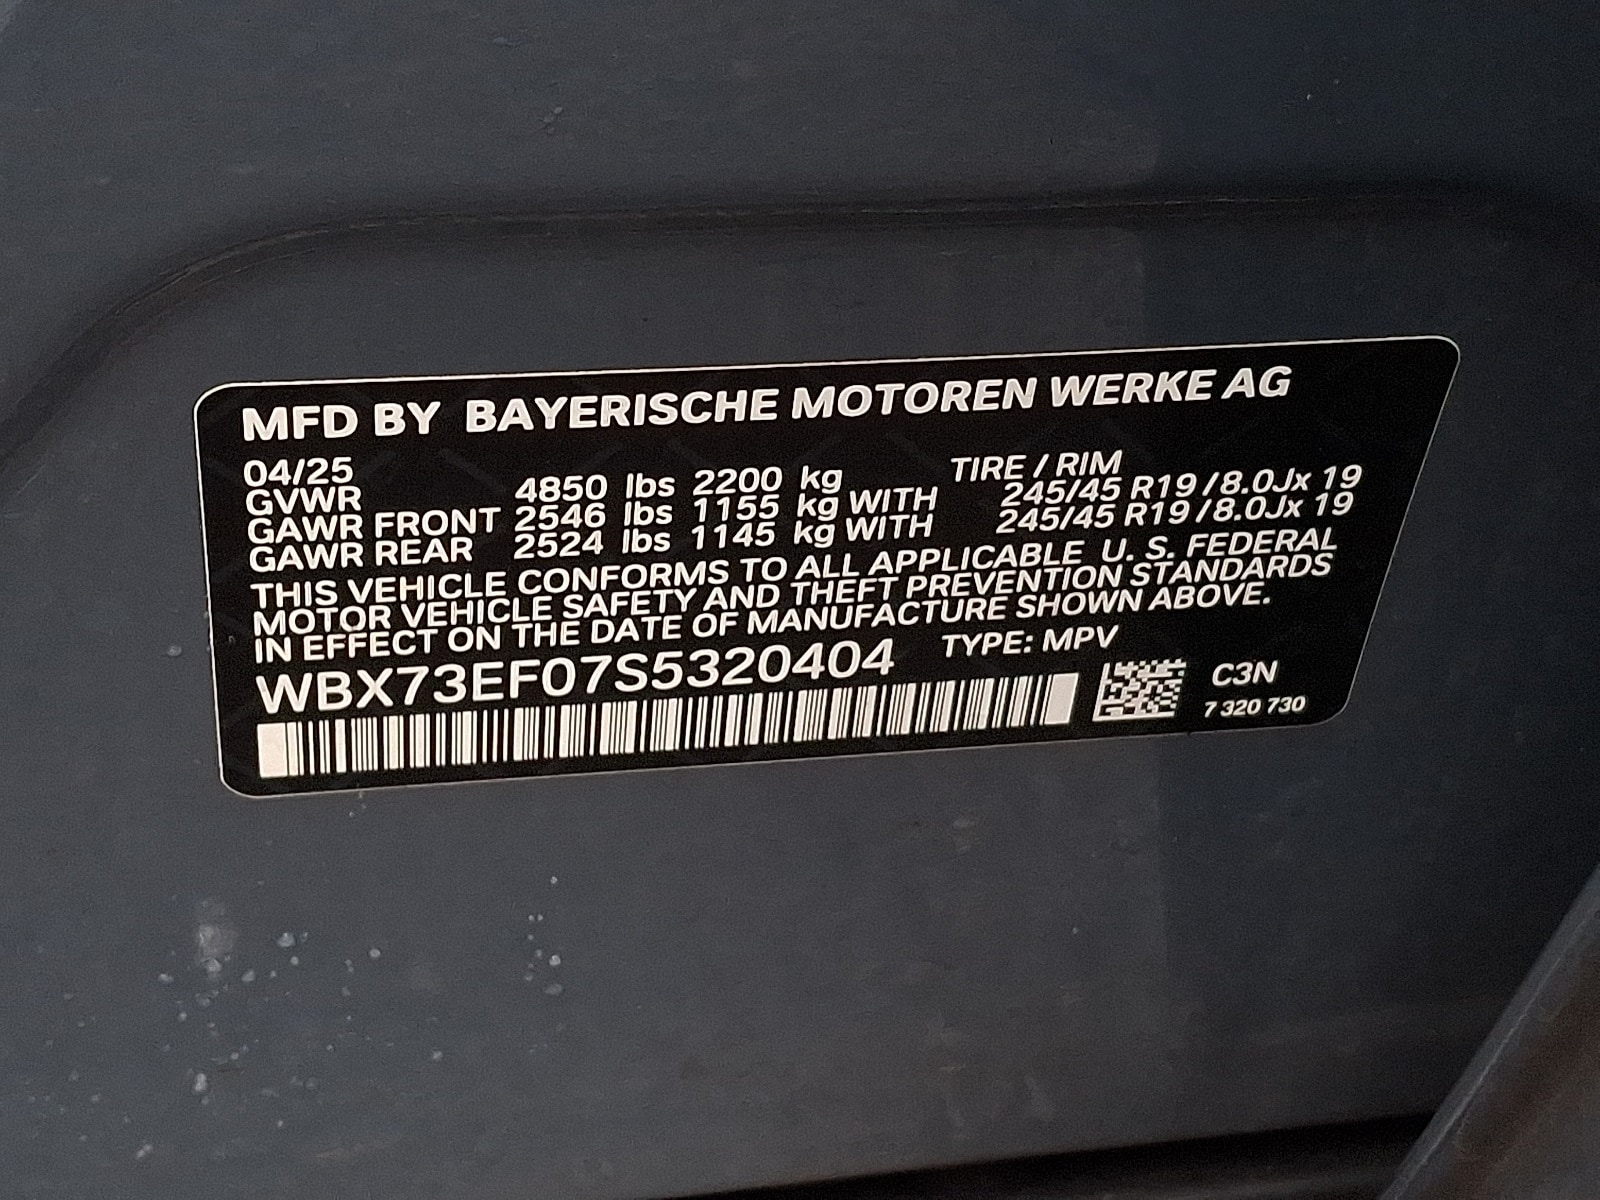 MFD BY BAYERISCHE MOTOREN WERKE AG
04/25 TIRE / RIM
GVWR 4850 lbs 2200 kg
GAWR FRONT 2546 lbs 1155 kg WITH 245/45 R19 /8.0Jx 19
GAWR REAR 2524 lbs 1145 kg WITH 245/45 R19 /8.0Jx 19
THIS VEHICLE CONFORMS TO ALL APPLICABLE U. S. FEDERAL
MOTOR VEHICLE SAFETY AND THEFT PREVENTION STANDARDS
IN EFFECT ON THE DATE OF MANUFACTURE SHOWN ABOVE.
WBX73EF07S5320404 TYPE: MPV
C3N
7 320 730